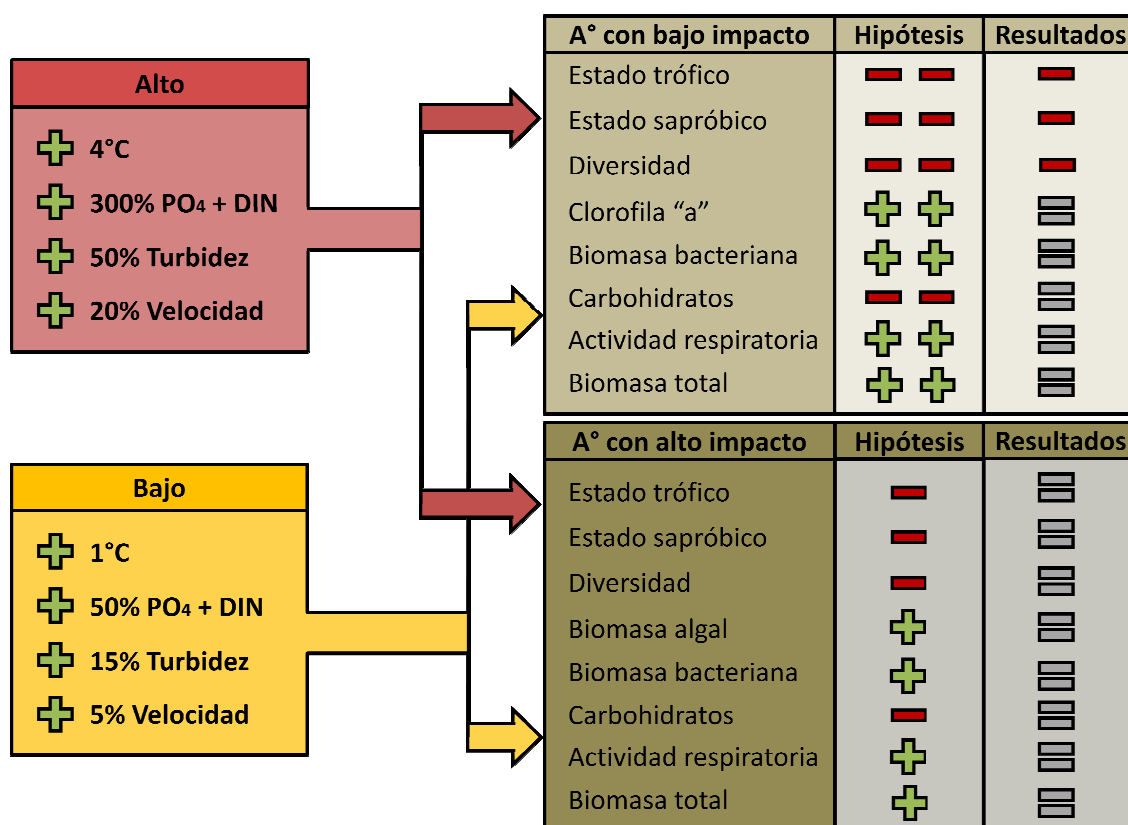 Alto
4°C
300% PO₄ + DIN
50% Turbidez
20% Velocidad
Bajo
1°C
50% PO₄ + DIN
15% Turbidez
5% Velocidad
A° con bajo impacto Hipótesis Resultados
Estado trófico
Estado sapróbico
Diversidad
Clorofila “a”
Biomasa bacteriana
Carbohidratos
Actividad respiratoria
Biomasa total
A° con alto impacto Hipótesis Resultados
Estado trófico
Estado sapróbico
Diversidad
Biomasa algal
Biomasa bacteriana
Carbohidratos
Actividad respiratoria
Biomasa total